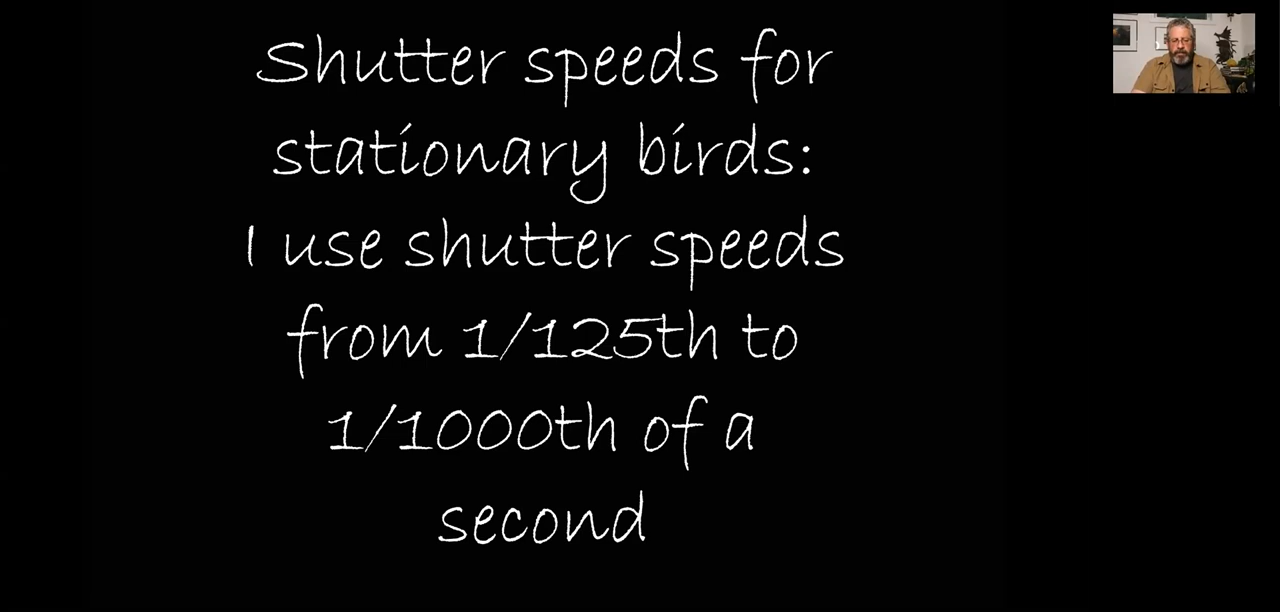 Shutter speeds for
stationary birds:
I use shutter speeds
from 1/125th to
1/1000th of a
second